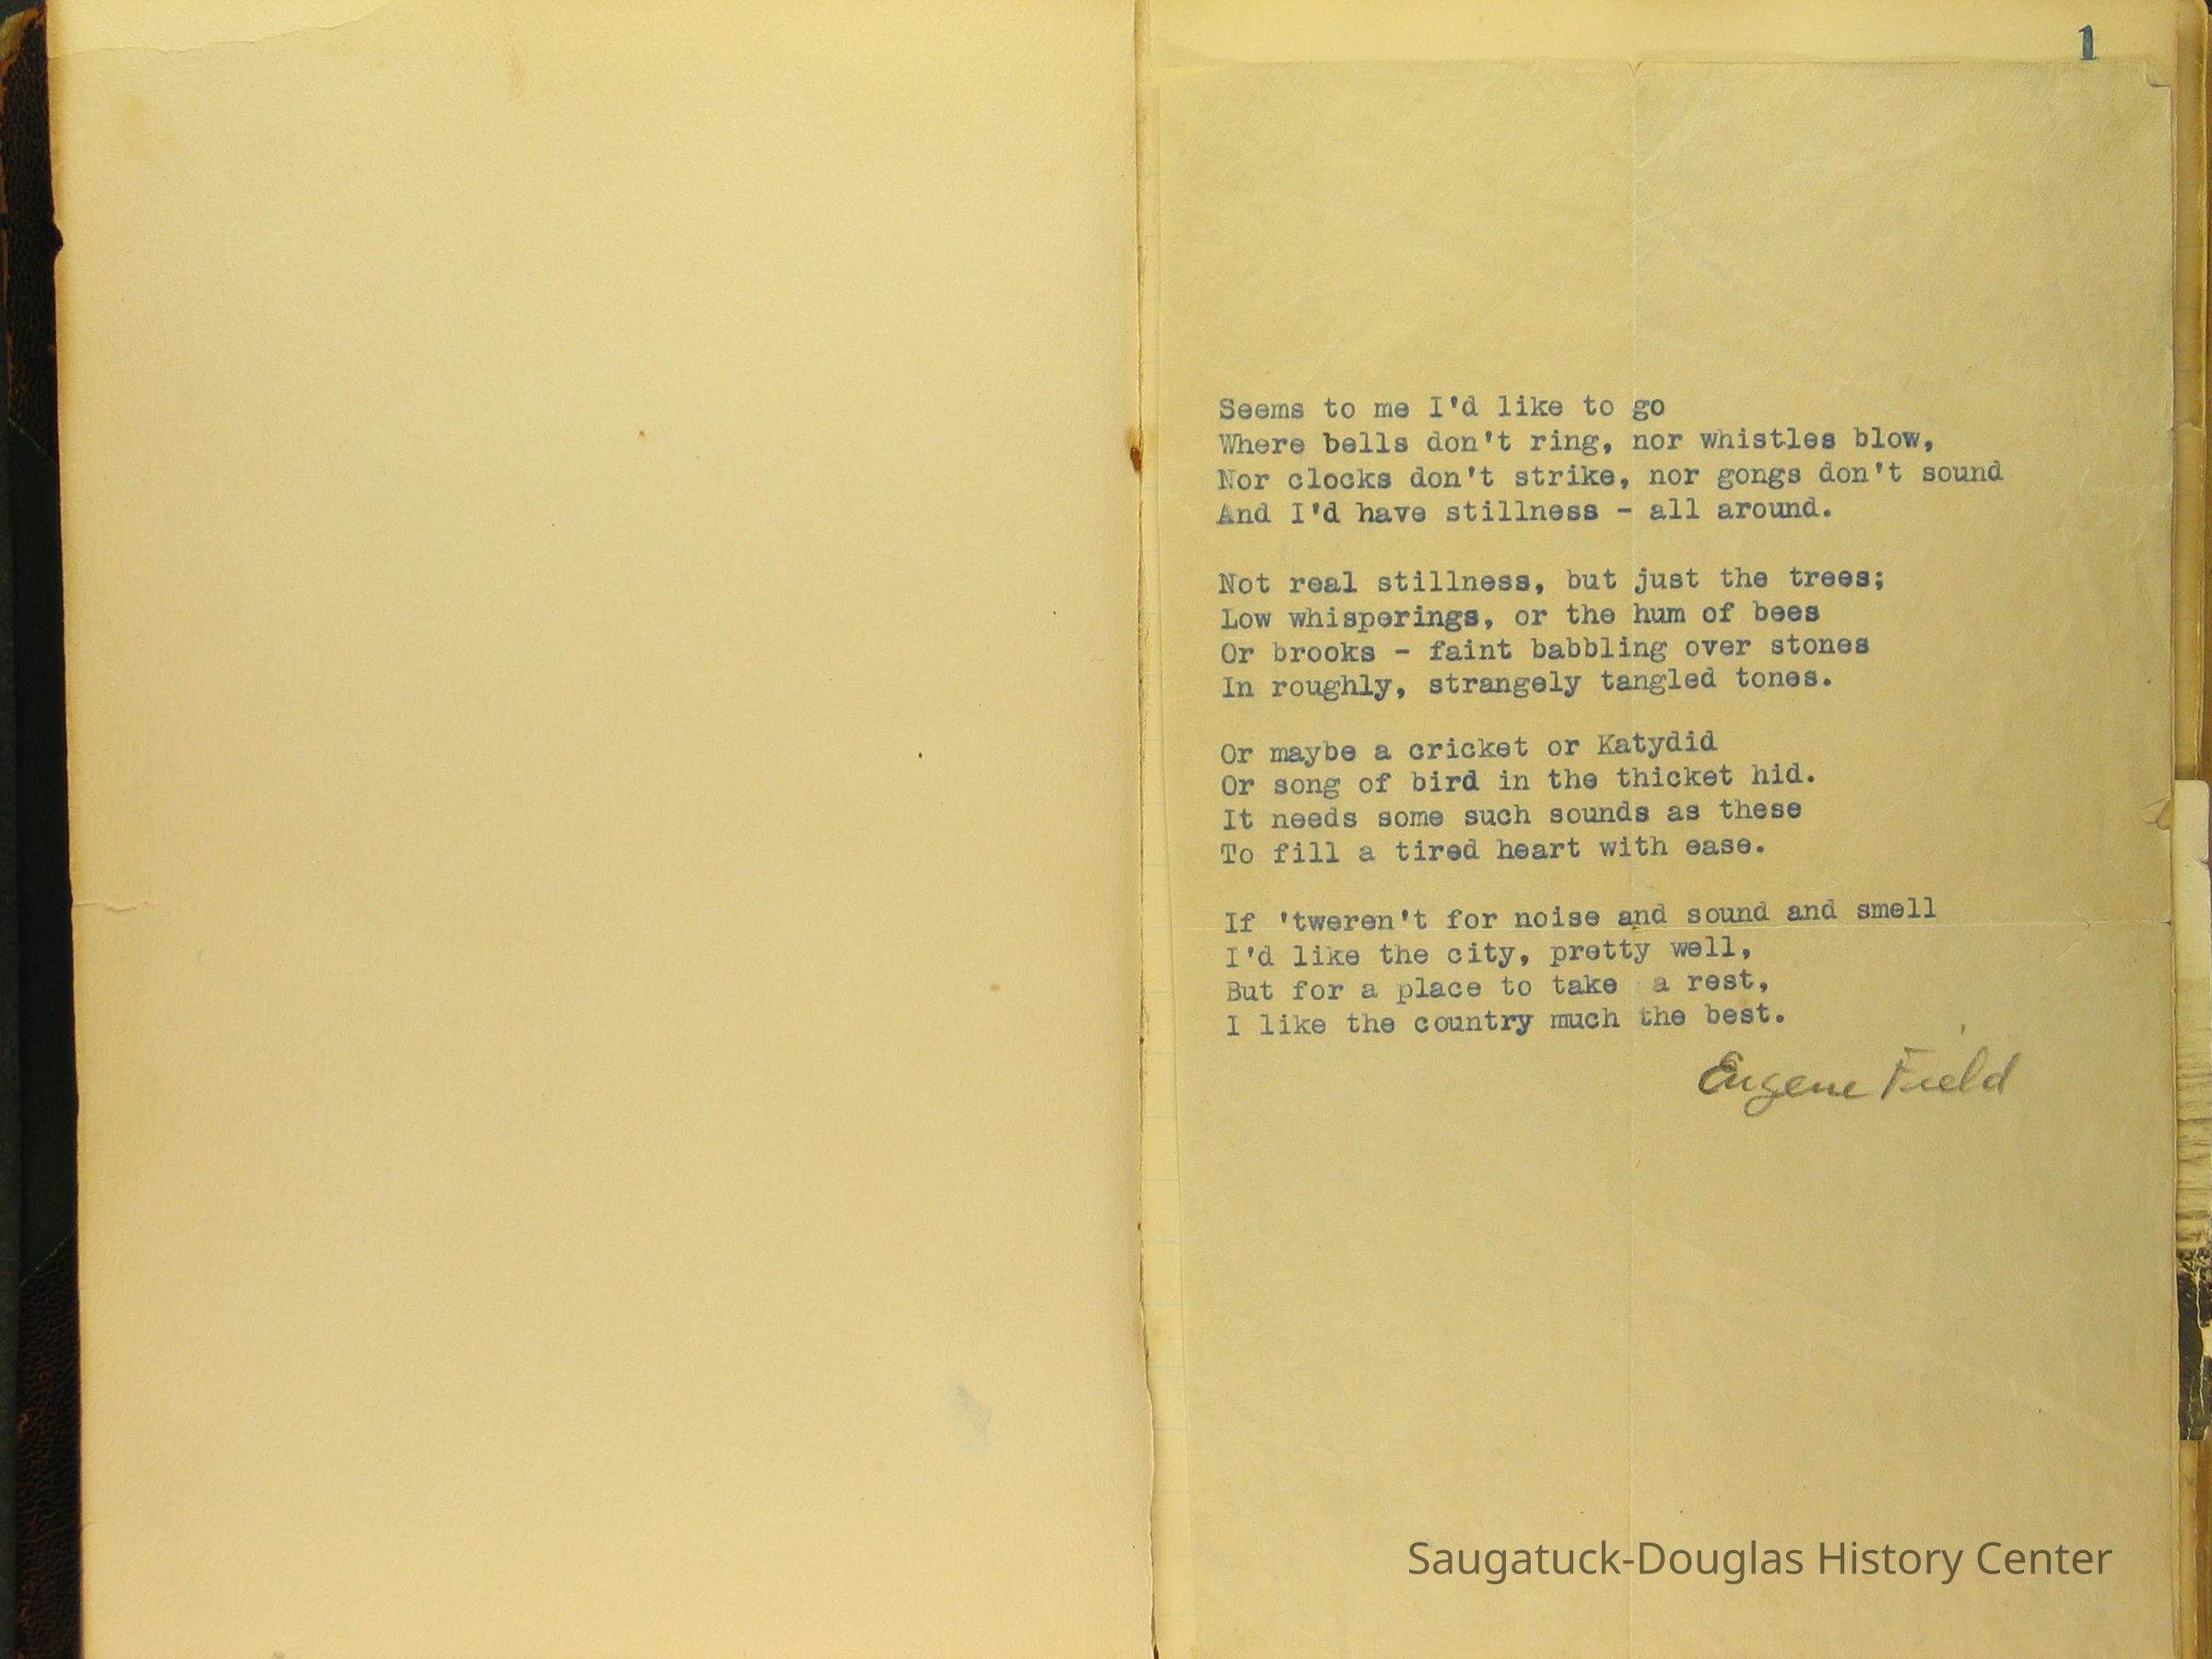 1
Seems to me I'd like to go
Where bells don't ring, nor whistles blow,
Nor clocks don't strike, nor gongs don't sound
And I'd have stillness - all around.
Not real stillness, but just the trees;
Low whisperings, or the hum of bees
Or brooks - faint babbling over stones
In roughly, strangely tangled tones.
Or maybe a cricket or Katydid
Or song of bird in the thicket hid.
It needs some such sounds as these
To fill a tired heart with ease.
If 'tweren't for noise and sound and smell
I'd like the city, pretty well,
But for a place to take a rest,
I like the country much the best.
Eugene Field
Saugatuck-Douglas History Center